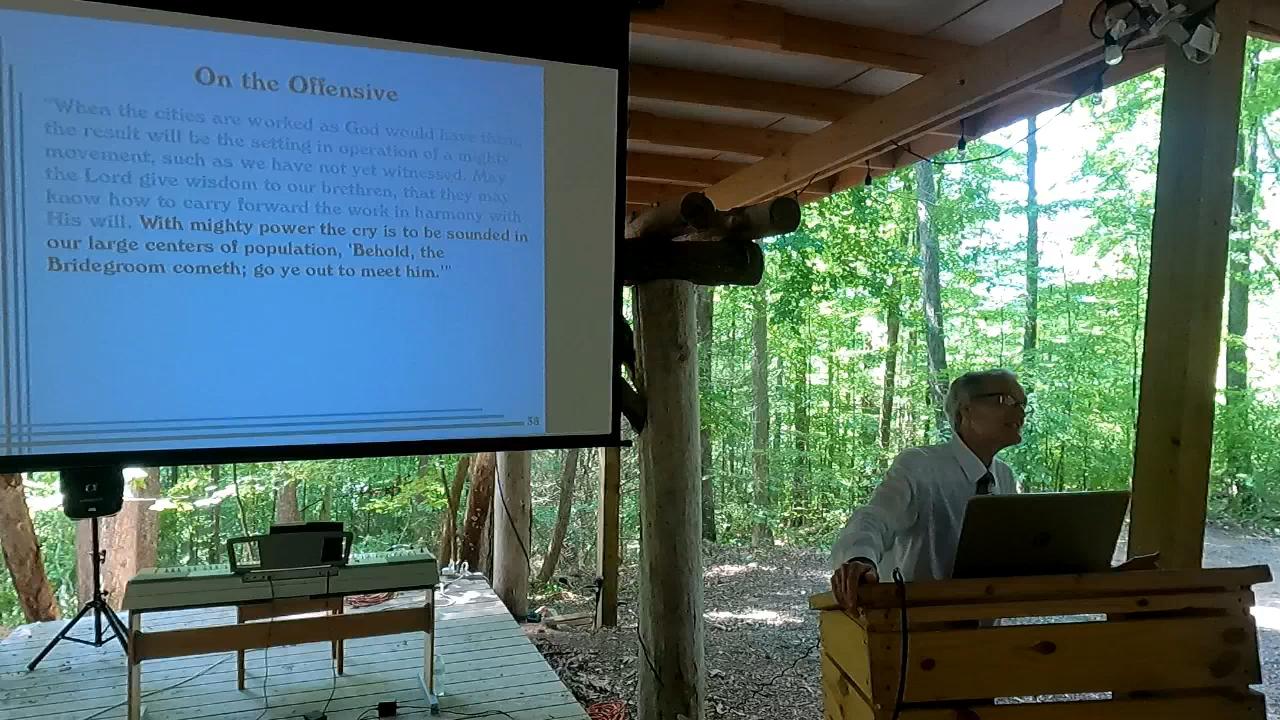 On the Offensive
"When the cities are worked as God would have them,
the result will be the setting in operation of a mighty
movement, such as we have not yet witnessed. May
the Lord give wisdom to our brethren, that they may
know how to carry forward the work in harmony with
His will. With mighty power the cry is to be sounded in
our large centers of population, 'Behold, the
Bridegroom cometh; go ye out to meet him.'"
38